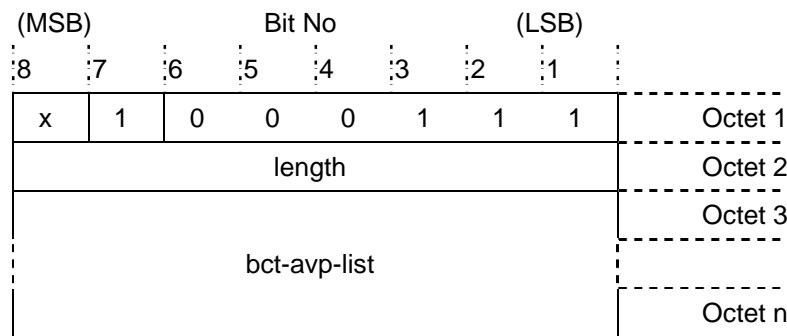 (MSB) Bit No (LSB)
8 7 6 5 4 3 2 1
x 1 0 0 0 1 1 1 Octet 1
length Octet 2
Octet 3
bct-avp-list
Octet n